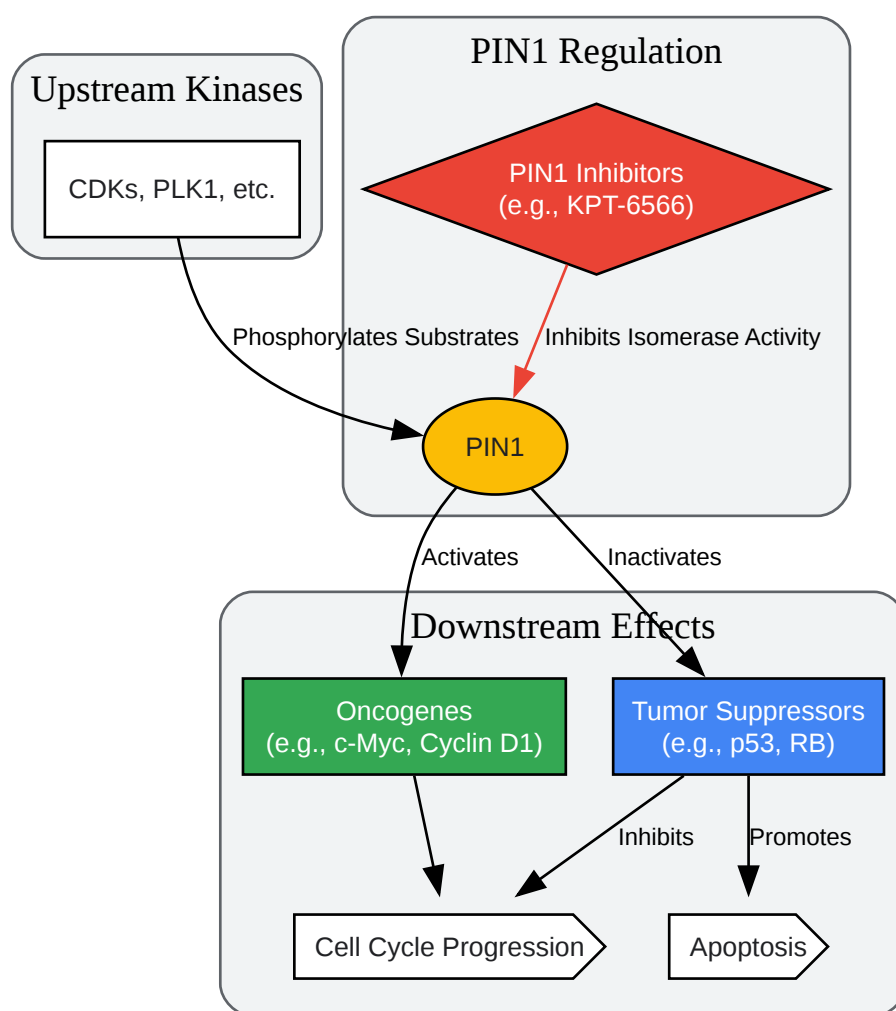 PIN1 Regulation
Upstream Kinases
CDKs, PLK1, etc.
PIN1 Inhibitors
(e.g., KPT-6566)
Phosphorylates Substrates
Inhibits Isomerase Activity
PIN1
Activates
Inactivates
Downstream Effects
Oncogenes
(e.g., c-Myc, Cyclin D1)
Tumor Suppressors
(e.g., p53, RB)
Inhibits
Promotes
Cell Cycle Progression
Apoptosis